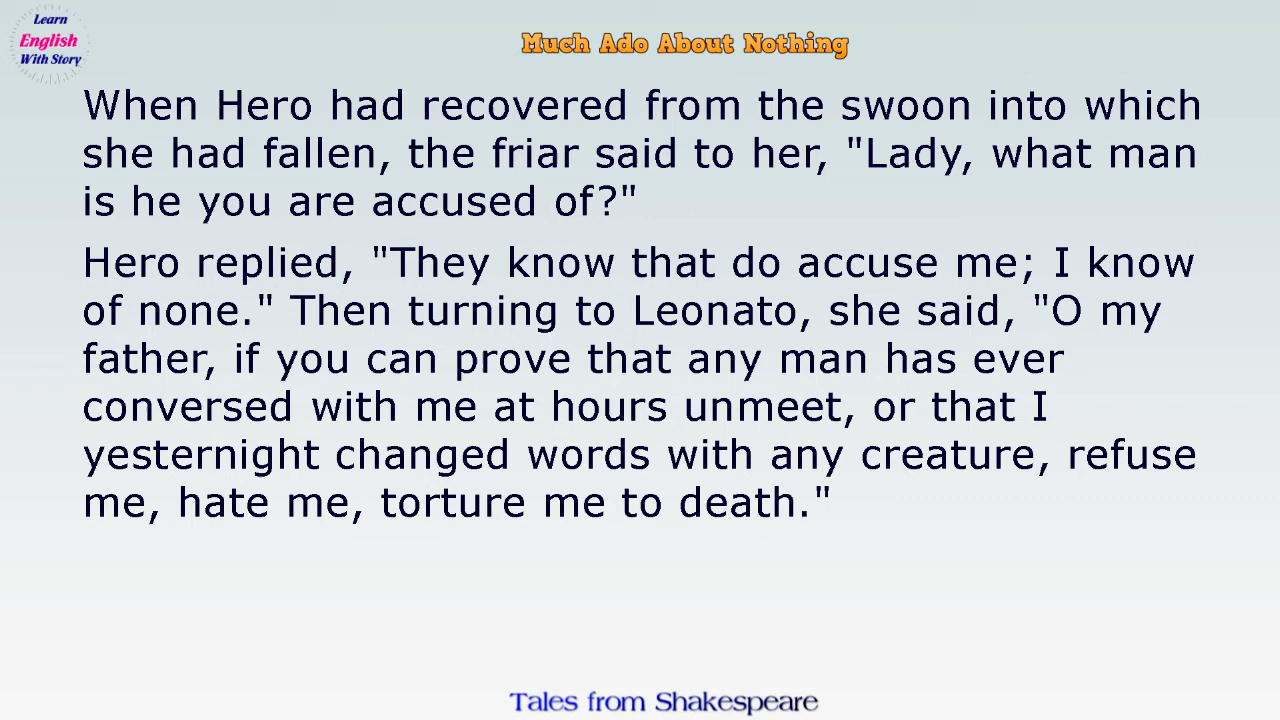 Learn
English
With Story
Much Ado About Nothing
When Hero had recovered from the swoon into which
she had fallen, the friar said to her, "Lady, what man
is he you are accused of?"
Hero replied, "They know that do accuse me; I know
of none." Then turning to Leonato, she said, "O my
father, if you can prove that any man has ever
conversed with me at hours unmeet, or that I
yesternight changed words with any creature, refuse
me, hate me, torture me to death."
Tales from Shakespeare